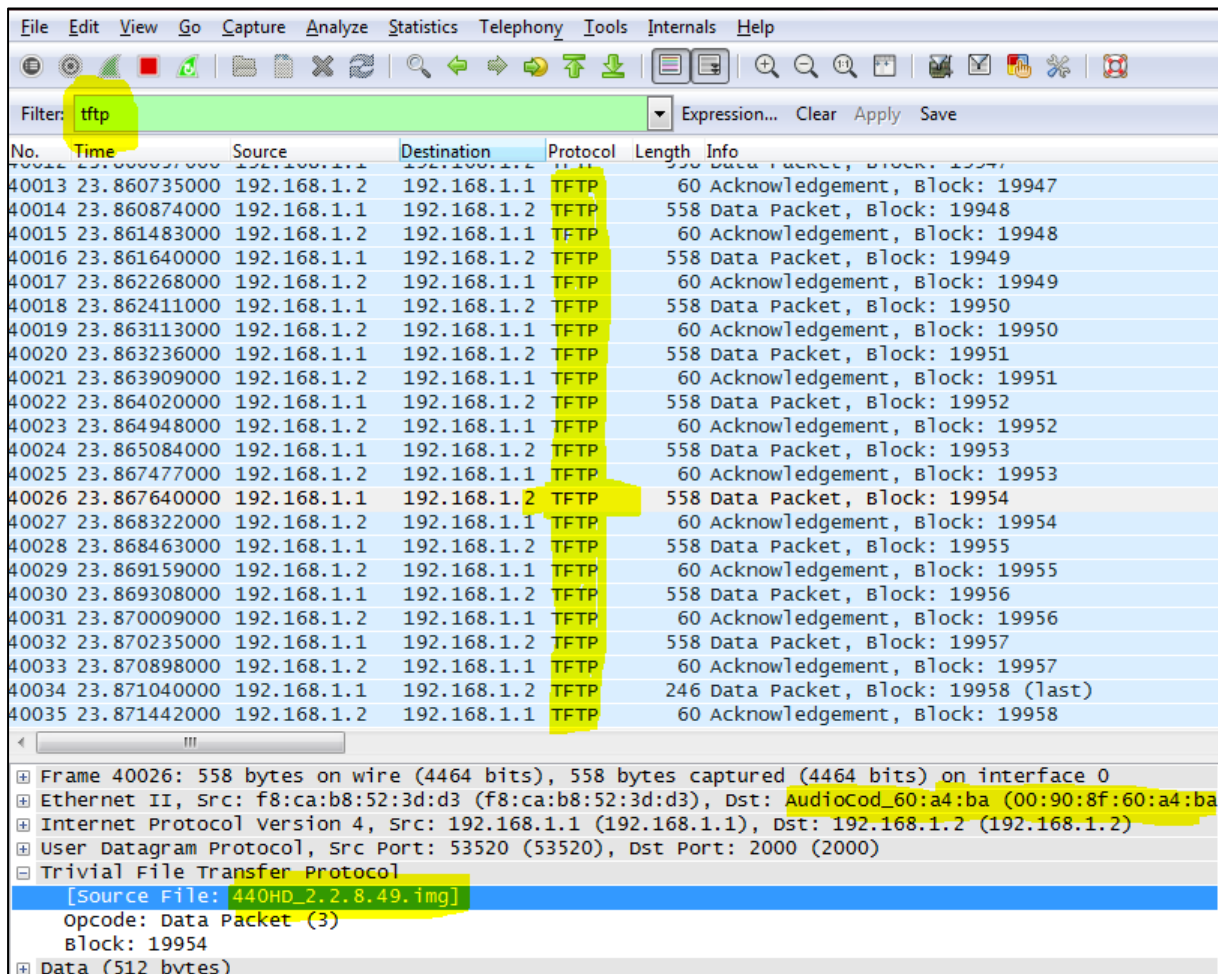 File Edit View Go Capture Analyze Statistics Telephony Tools Internals Help
Filter: tftp Expression... Clear Apply Save
No. Time Source Destination Protocol Length Info
40013 23.860735000 192.168.1.2 192.168.1.1 TFTP 60 Acknowledgement, Block: 19947
40014 23.860874000 192.168.1.1 192.168.1.2 TFTP 558 Data Packet, Block: 19948
40015 23.861483000 192.168.1.2 192.168.1.1 TFTP 60 Acknowledgement, Block: 19948
40016 23.861640000 192.168.1.1 192.168.1.2 TFTP 558 Data Packet, Block: 19949
40017 23.862268000 192.168.1.2 192.168.1.1 TFTP 60 Acknowledgement, Block: 19949
40018 23.862411000 192.168.1.1 192.168.1.2 TFTP 558 Data Packet, Block: 19950
40019 23.863113000 192.168.1.2 192.168.1.1 TFTP 60 Acknowledgement, Block: 19950
40020 23.863236000 192.168.1.1 192.168.1.2 TFTP 558 Data Packet, Block: 19951
40021 23.863909000 192.168.1.2 192.168.1.1 TFTP 60 Acknowledgement, Block: 19951
40022 23.864020000 192.168.1.1 192.168.1.2 TFTP 558 Data Packet, Block: 19952
40023 23.864948000 192.168.1.2 192.168.1.1 TFTP 60 Acknowledgement, Block: 19952
40024 23.865084000 192.168.1.1 192.168.1.2 TFTP 558 Data Packet, Block: 19953
40025 23.867477000 192.168.1.2 192.168.1.1 TFTP 60 Acknowledgement, Block: 19953
40026 23.867640000 192.168.1.1 192.168.1.2 TFTP 558 Data Packet, Block: 19954
40027 23.868322000 192.168.1.2 192.168.1.1 TFTP 60 Acknowledgement, Block: 19954
40028 23.868463000 192.168.1.1 192.168.1.2 TFTP 558 Data Packet, Block: 19955
40029 23.869159000 192.168.1.2 192.168.1.1 TFTP 60 Acknowledgement, Block: 19955
40030 23.869308000 192.168.1.1 192.168.1.2 TFTP 558 Data Packet, Block: 19956
40031 23.870009000 192.168.1.2 192.168.1.1 TFTP 60 Acknowledgement, Block: 19956
40032 23.870235000 192.168.1.1 192.168.1.2 TFTP 558 Data Packet, Block: 19957
40033 23.870898000 192.168.1.2 192.168.1.1 TFTP 60 Acknowledgement, Block: 19957
40034 23.871040000 192.168.1.1 192.168.1.2 TFTP 246 Data Packet, Block: 19958 (last)
40035 23.871442000 192.168.1.2 192.168.1.1 TFTP 60 Acknowledgement, Block: 19958
Frame 40026: 558 bytes on wire (4464 bits), 558 bytes captured (4464 bits) on interface 0
Ethernet II, Src: f8:ca:b8:52:3d:d3 (f8:ca:b8:52:3d:d3), Dst: AudioCod_60:a4:ba (00:90:8f:60:a4:ba
Internet Protocol Version 4, Src: 192.168.1.1 (192.168.1.1), Dst: 192.168.1.2 (192.168.1.2)
User Datagram Protocol, Src Port: 53520 (53520), Dst Port: 2000 (2000)
Trivial File Transfer Protocol
[Source File: 440HD_2.2.8.49.img]
Opcode: Data Packet (3)
Block: 19954
Data (512 bytes)